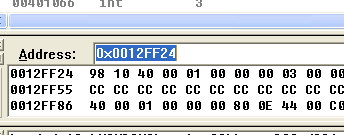 00401066 int 3
Address: 0x0012FF24
0012FF24 98 10 40 00 01 00 00 00 03 00 00
0012FF55 CC CC CC CC CC CC CC CC CC CC CC
0012FF86 40 00 01 00 00 00 80 0E 44 00 C0